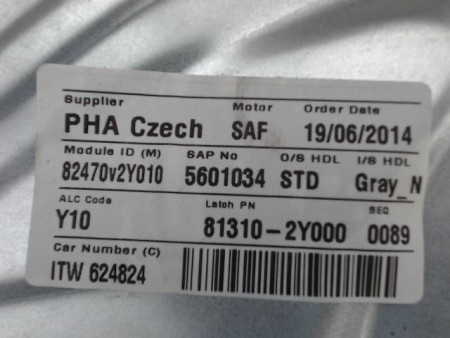 Supplier Motor Order Date
PHA Czech SAF 19/06/2014
Module ID (M) SAP No O/S HDL I/S HDL
82470v2Y010 5601034 STD Gray_N
ALC Code Latch PN SEQ
Y10 81310-2Y000 0089
Car Number (C)
ITW 624824